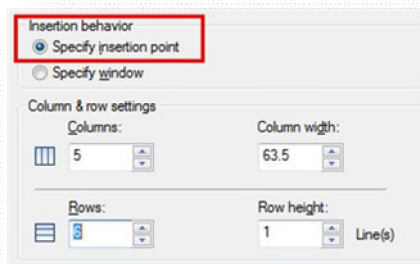 Insertion behavior
Specify insertion point
Specify window
Column & row settings
Columns: Column width:
5 63.5
Rows: Row height:
6 1 Line(s)